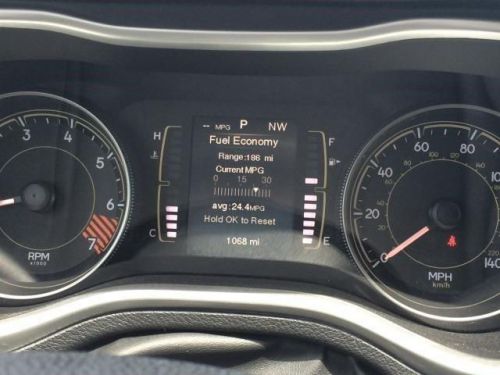 -- MPG P NW
Fuel Economy
Range:186 mi
Current MPG
0 15 30
avg:24.4MPG
Hold OK to Reset
1068 mi
H
C
F
E
3 4 5 6 7
RPM
x1000
0 20 40 60 80
140
MPH
km/h